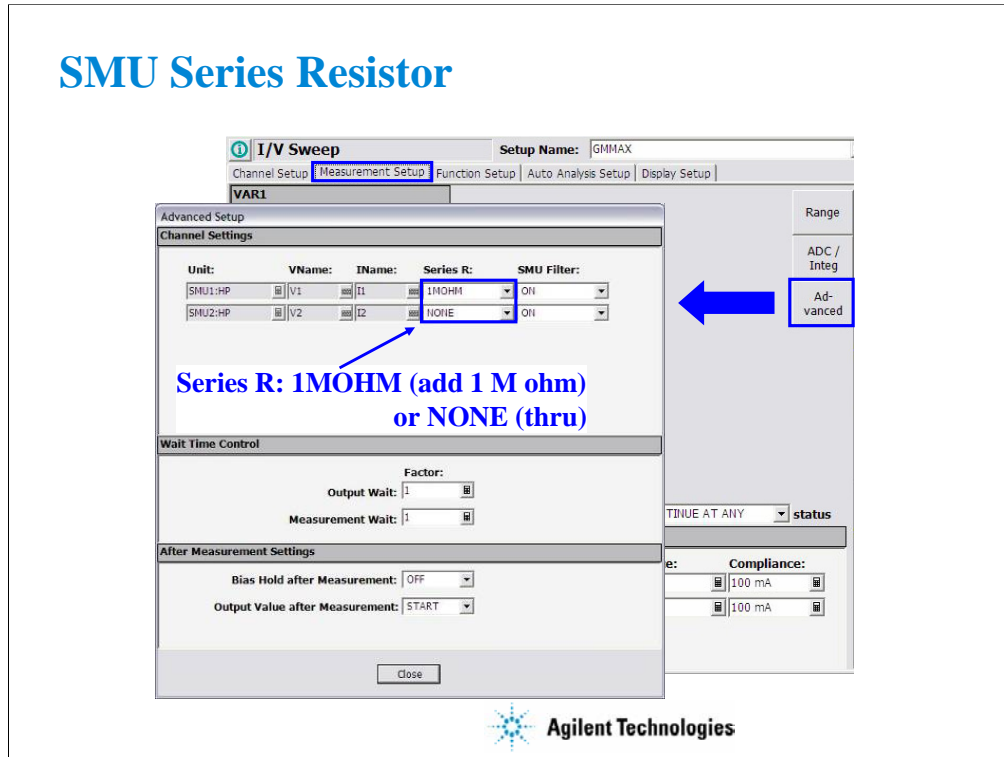 SMU Series Resistor
I/V Sweep
Setup Name: GMMAX
Channel Setup Measurement Setup Function Setup Auto Analysis Setup Display Setup
VAR1
Range
ADC / Integ
Ad-
vanced
Advanced Setup
Channel Settings
Unit: VName: IName: Series R: SMU Filter:
SMU1:HP V1 I1 1MOHM ON
SMU2:HP V2 I2 NONE ON
Series R: 1MOHM (add 1 M ohm)
or NONE (thru)
Wait Time Control
Factor:
Output Wait: 1
Measurement Wait: 1
After Measurement Settings
Bias Hold after Measurement: OFF
Output Value after Measurement: START
Close
TINUE AT ANY status
e: Compliance:
100 mA
100 mA
Agilent Technologies